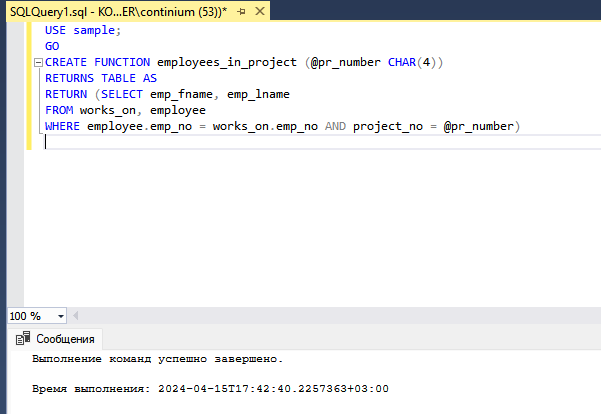 SQLQuery1.sql - KO...ER\continium (53))*
USE sample;
GO
CREATE FUNCTION employees_in_project (@pr_number CHAR(4))
RETURNS TABLE AS
RETURN (SELECT emp_fname, emp_lname
FROM works_on, employee
WHERE employee.emp_no = works_on.emp_no AND project_no = @pr_number)
100 %
Сообщения
Выполнение команд успешно завершено.
Время выполнения: 2024-04-15T17:42:40.2257363+03:00